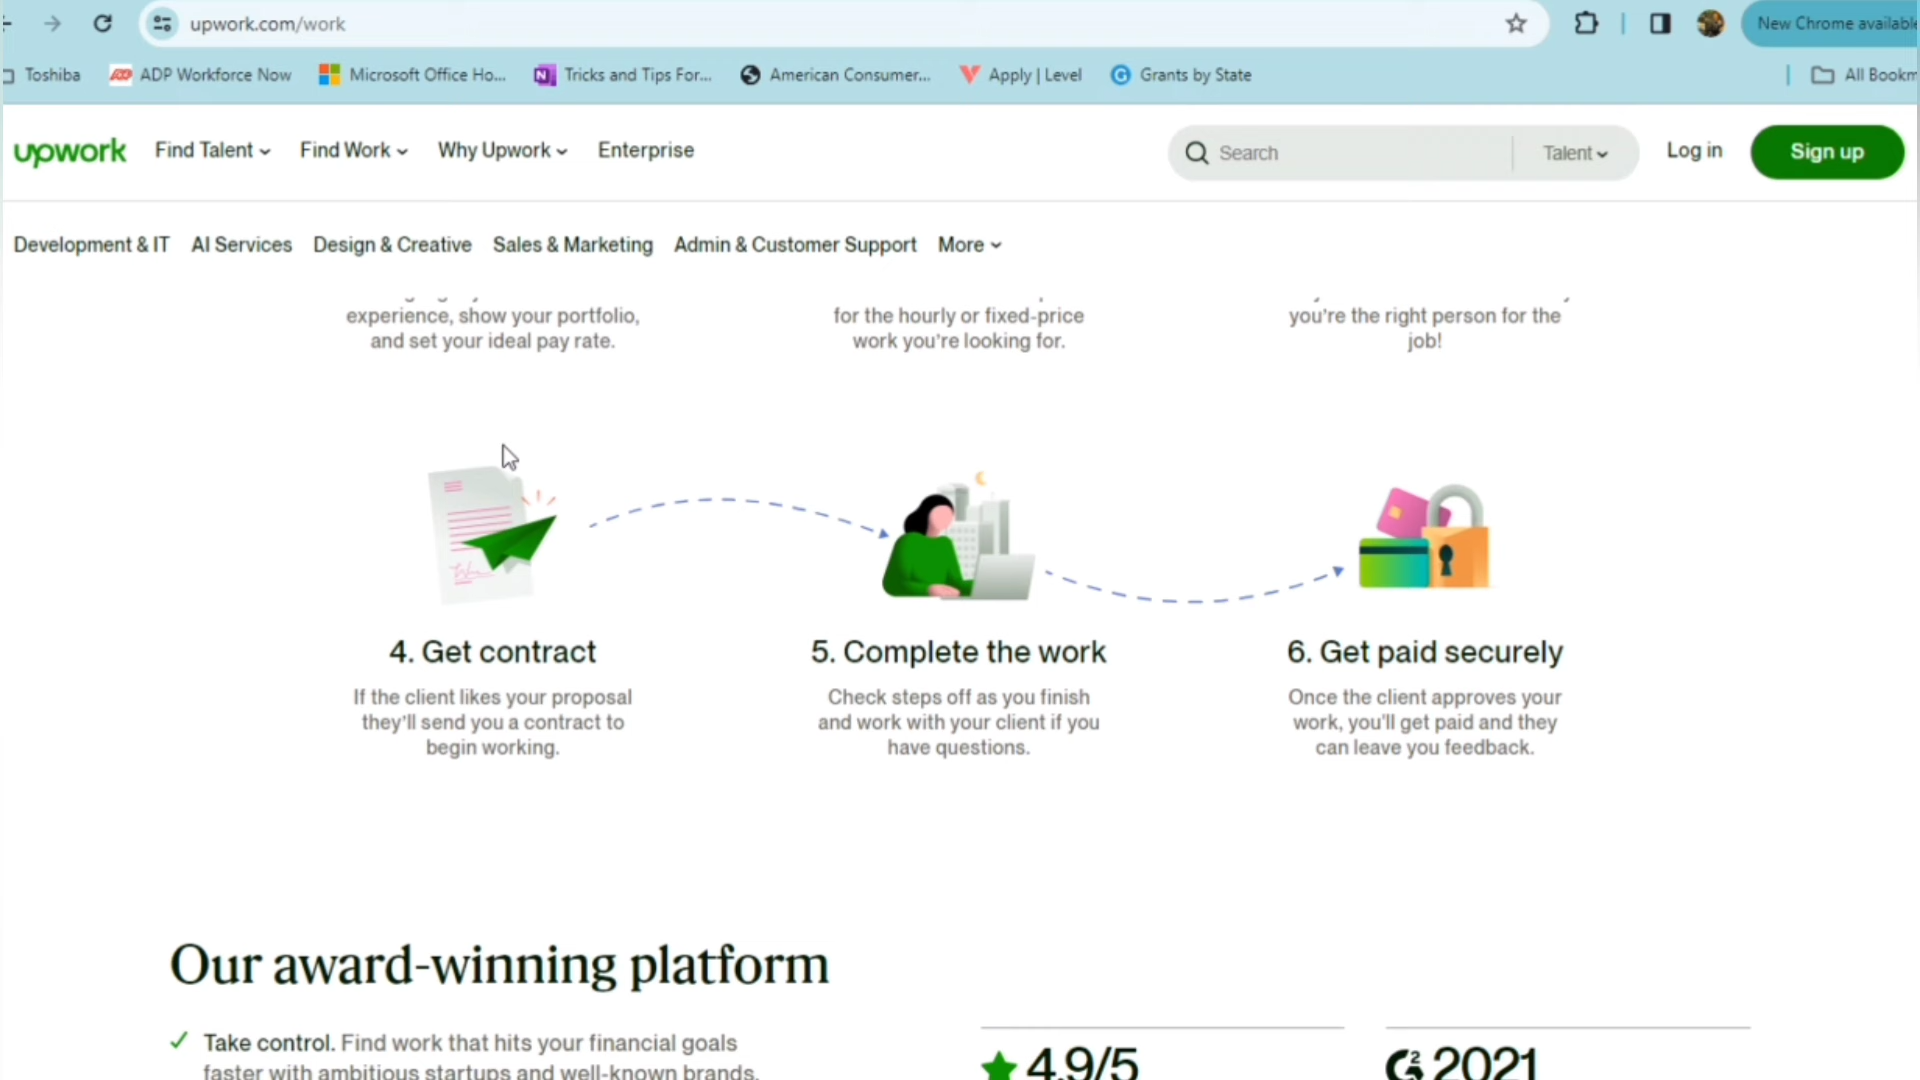 upwork.com/work
New Chrome available
Toshiba
ADP Workforce Now
Microsoft Office Ho...
Tricks and Tips For...
American Consumer...
Apply | Level
Grants by State
All Bookm
upwork
Find Talent
Find Work
Why Upwork
Enterprise
Search
Talent
Log in
Sign up
Development & IT
AI Services
Design & Creative
Sales & Marketing
Admin & Customer Support
More
experience, show your portfolio,
and set your ideal pay rate.
for the hourly or fixed-price
work you're looking for.
you're the right person for the
job!
4. Get contract
If the client likes your proposal
they'll send you a contract to
begin working.
5. Complete the work
Check steps off as you finish
and work with your client if you
have questions.
6. Get paid securely
Once the client approves your
work, you'll get paid and they
can leave you feedback.
Our award-winning platform
Take control. Find work that hits your financial goals
faster with ambitious startups and well-known brands.
4.9/5
G2 2021